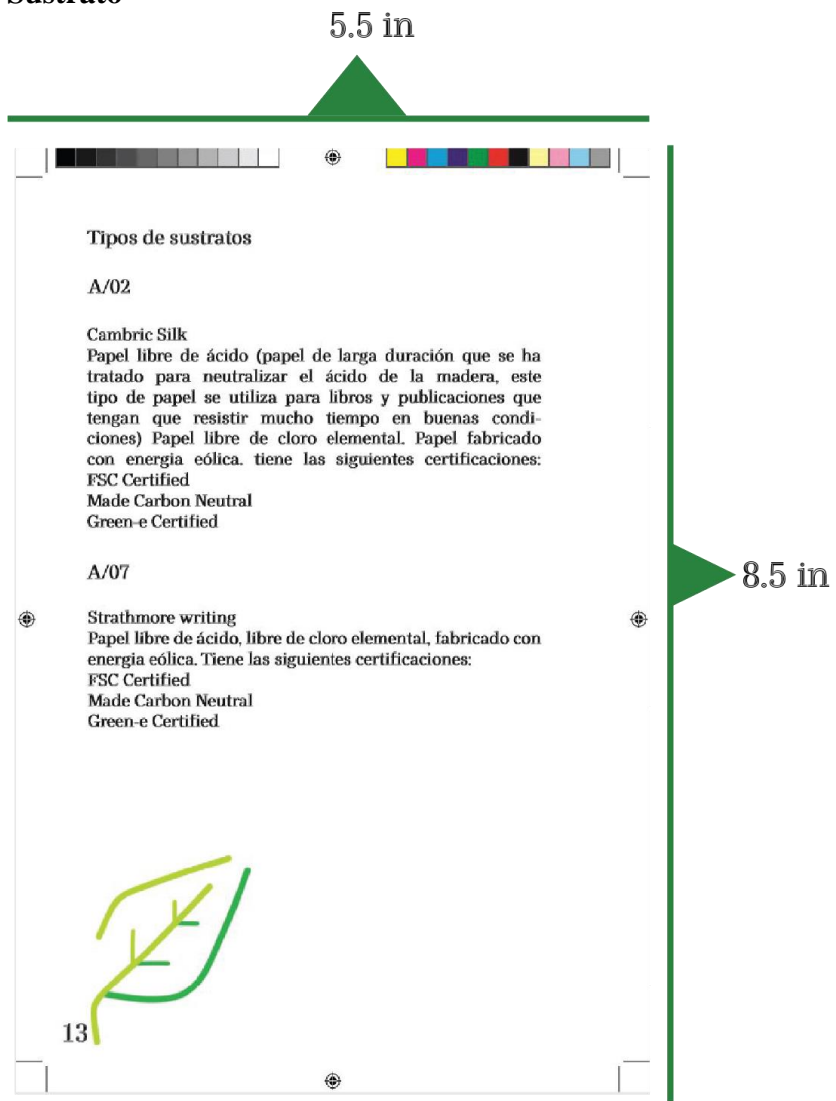 Sustrato
5.5 in
Tipos de sustratos
A/02
Cambric Silk
Papel libre de ácido (papel de larga duración que se ha
tratado para neutralizar el ácido de la madera, este
tipo de papel se utiliza para libros y publicaciones que
tengan que resistir mucho tiempo en buenas condi-
ciones) Papel libre de cloro elemental. Papel fabricado
con energia eólica. tiene las siguientes certificaciones:
FSC Certified
Made Carbon Neutral
Green-e Certified
A/07
8.5 in
Strathmore writing
Papel libre de ácido, libre de cloro elemental, fabricado con
energia eólica. Tiene las siguientes certificaciones:
FSC Certified
Made Carbon Neutral
Green-e Certified
13